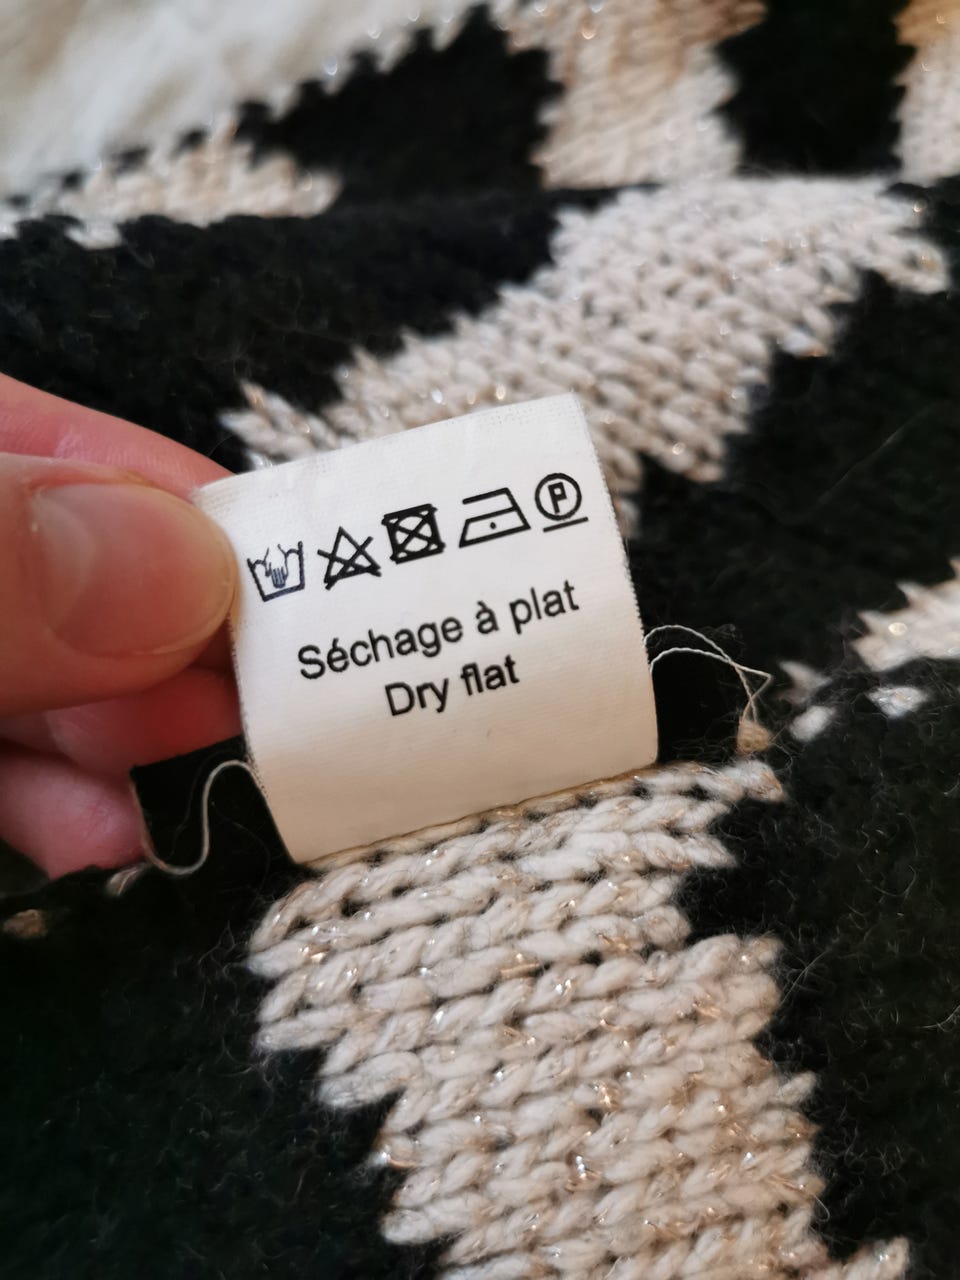 P
Séchage à plat
Dry flat